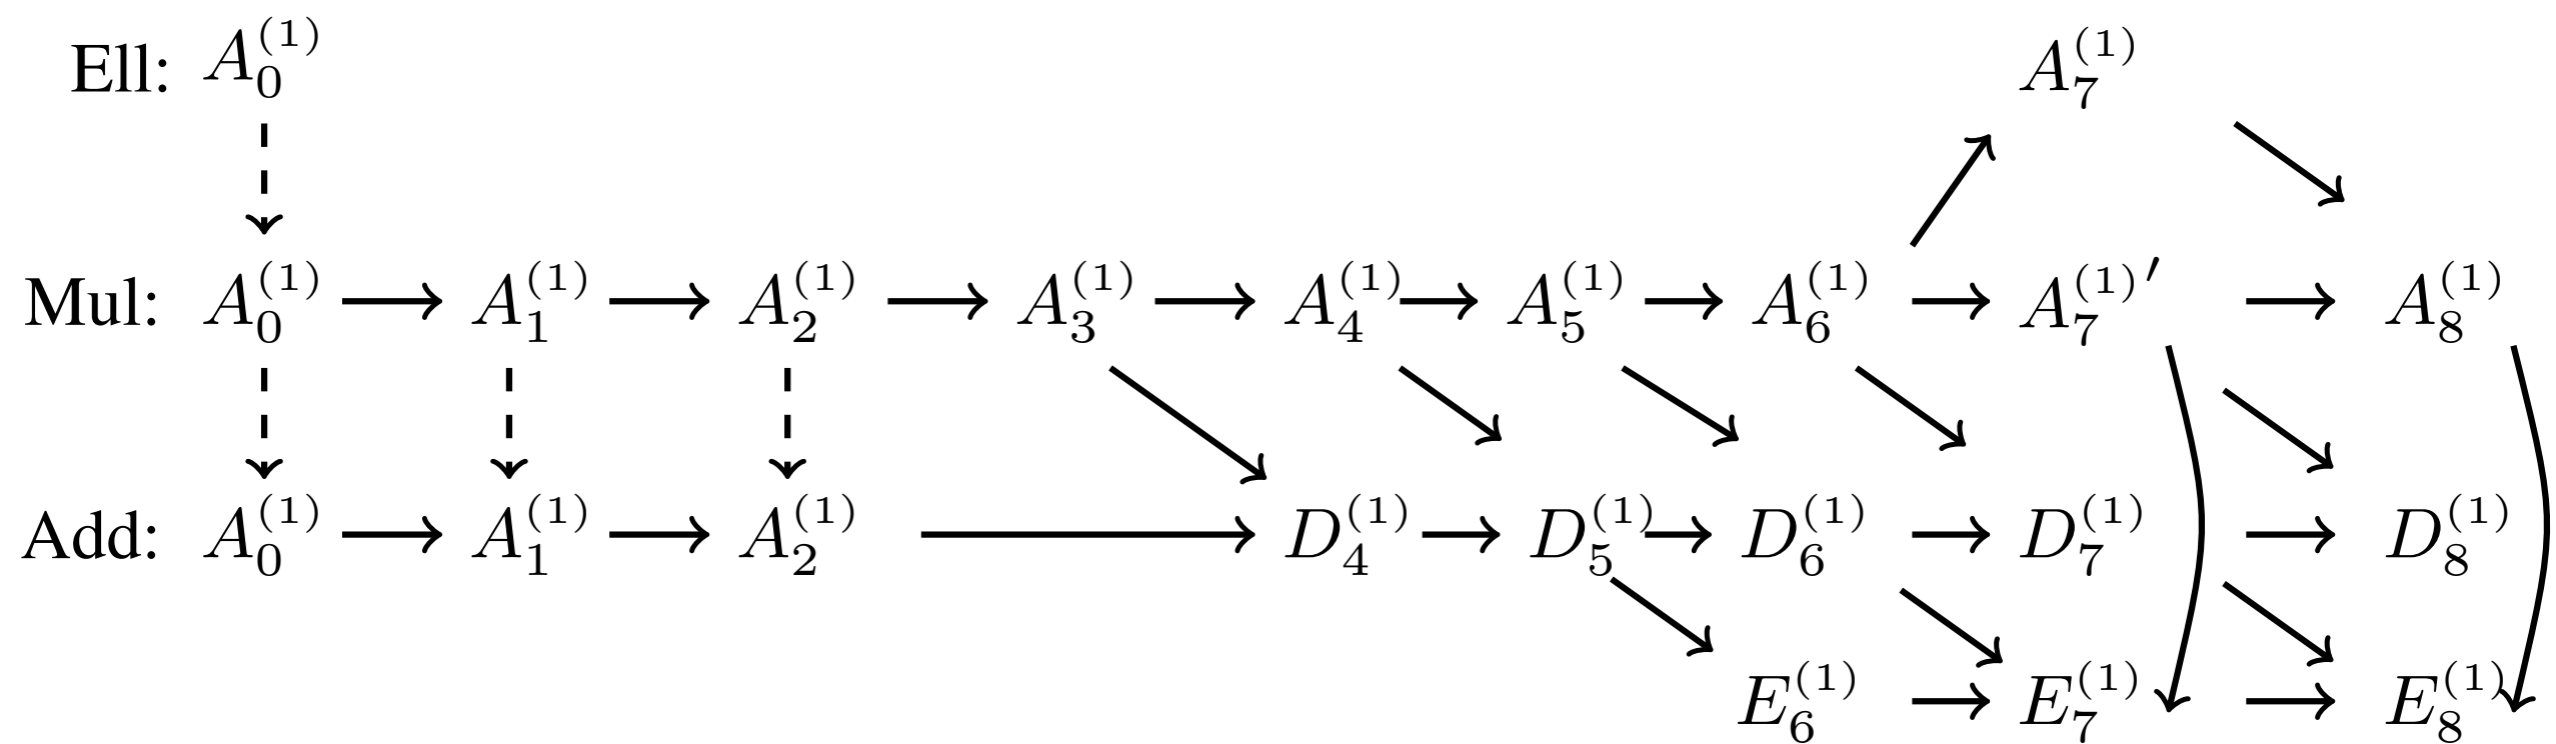 Ell: A_0^{(1)} A_7^{(1)}
Mul: A_0^{(1)} A_1^{(1)} A_2^{(1)} A_3^{(1)} A_4^{(1)} A_5^{(1)} A_6^{(1)} A_7^{(1)′} A_8^{(1)}
Add: A_0^{(1)} A_1^{(1)} A_2^{(1)} D_4^{(1)} D_5^{(1)} D_6^{(1)} D_7^{(1)} D_8^{(1)}
E_6^{(1)} E_7^{(1)} E_8^{(1)}